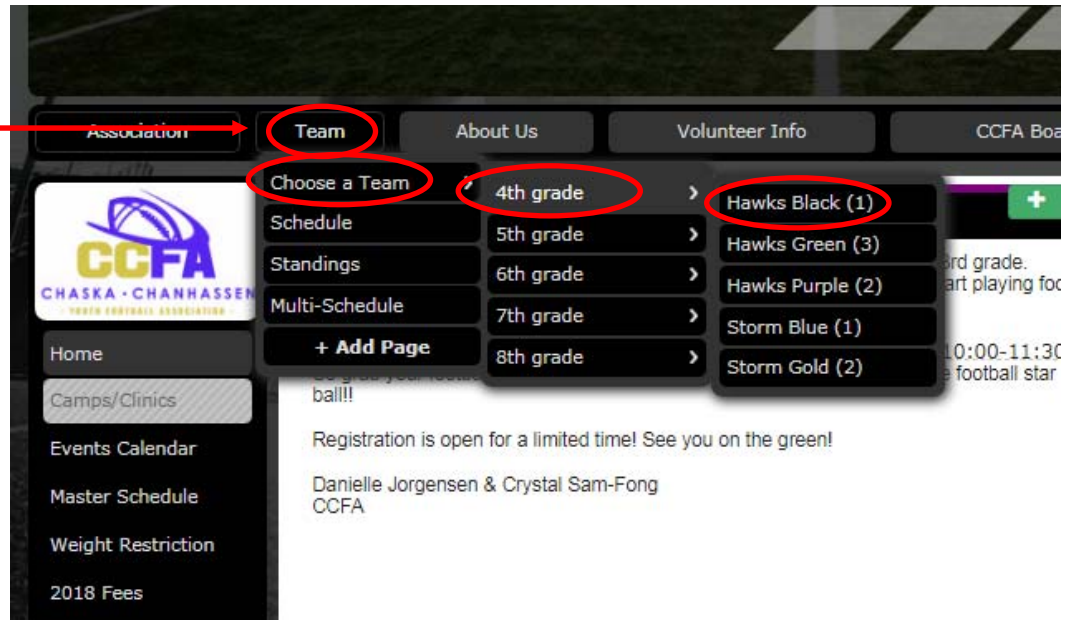 Association Team About Us Volunteer Info CCFA Boa
Choose a Team
Schedule
Standings
Multi-Schedule
+ Add Page
4th grade
5th grade
6th grade
7th grade
8th grade
Hawks Black (1)
Hawks Green (3)
Hawks Purple (2)
Storm Blue (1)
Storm Gold (2)
CCFA
CHASKA - CHANHASSEN
YOUTH FOOTBALL ASSOCIATION
Home
Camps/Clinics
Events Calendar
Master Schedule
Weight Restriction
2018 Fees
+
3rd grade.
art playing foo
10:00-11:30
football star
ball!!
Registration is open for a limited time! See you on the green!
Danielle Jorgensen & Crystal Sam-Fong
CCFA